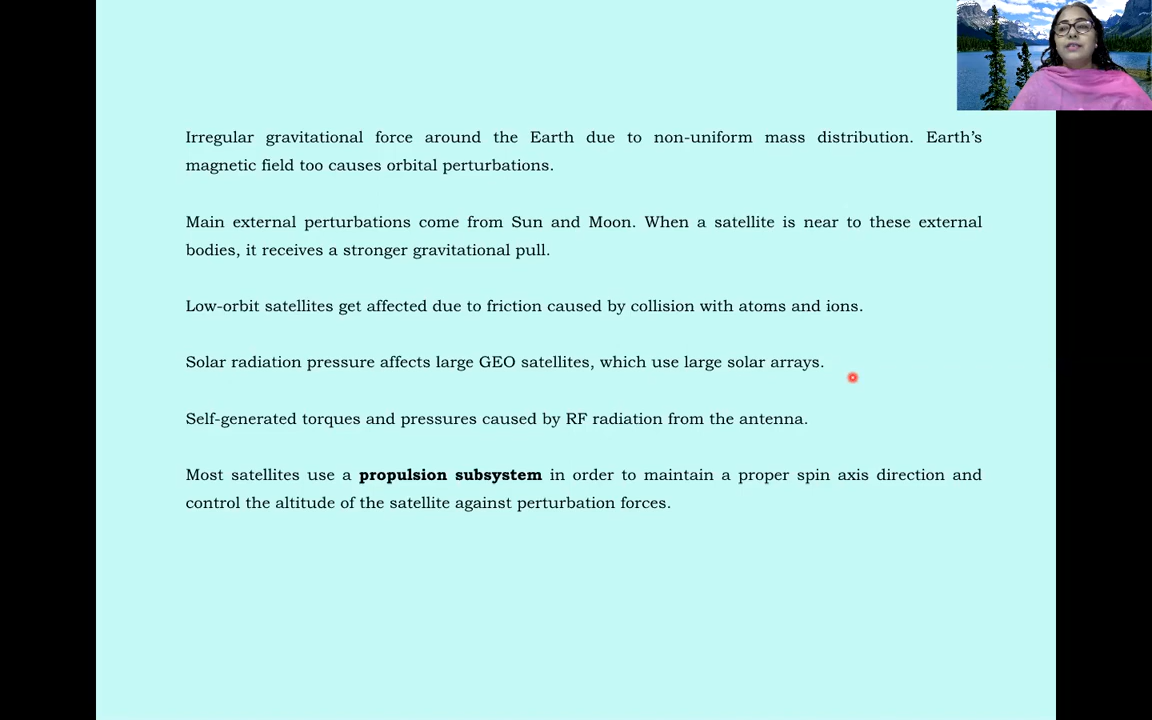 Irregular gravitational force around the Earth due to non-uniform mass distribution. Earth’s
magnetic field too causes orbital perturbations.
Main external perturbations come from Sun and Moon. When a satellite is near to these external
bodies, it receives a stronger gravitational pull.
Low-orbit satellites get affected due to friction caused by collision with atoms and ions.
Solar radiation pressure affects large GEO satellites, which use large solar arrays.
Self-generated torques and pressures caused by RF radiation from the antenna.
Most satellites use a propulsion subsystem in order to maintain a proper spin axis direction and
control the altitude of the satellite against perturbation forces.